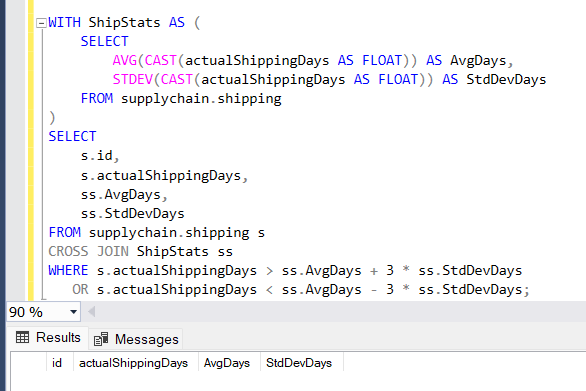 WITH ShipStats AS (
    SELECT
        AVG(CAST(actualShippingDays AS FLOAT)) AS AvgDays,
        STDEV(CAST(actualShippingDays AS FLOAT)) AS StdDevDays
    FROM supplychain.shipping
)
SELECT
    s.id,
    s.actualShippingDays,
    ss.AvgDays,
    ss.StdDevDays
FROM supplychain.shipping s
CROSS JOIN ShipStats ss
WHERE s.actualShippingDays > ss.AvgDays + 3 * ss.StdDevDays
   OR s.actualShippingDays < ss.AvgDays - 3 * ss.StdDevDays;
90 %
Results Messages
id actualShippingDays AvgDays StdDevDays